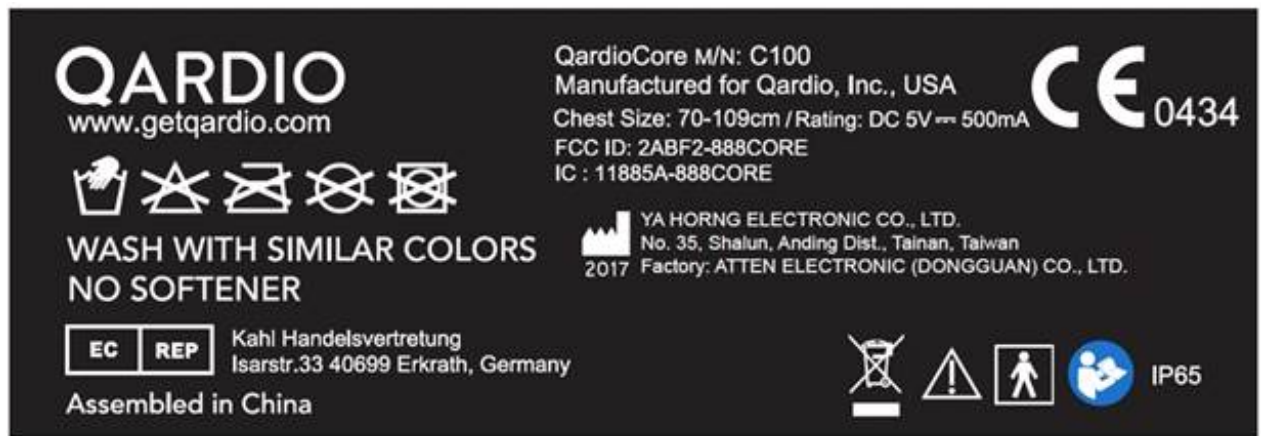 QARDIO
www.getqardio.com
WASH WITH SIMILAR COLORS
NO SOFTENER
EC REP
Kahl Handelsvertretung
Isarstr.33 40699 Erkrath, Germany
Assembled in China
QardioCore M/N: C100
Manufactured for Qardio, Inc., USA
Chest Size: 70-109cm / Rating: DC 5V⎓ 500mA
FCC ID: 2ABF2-888CORE
IC : 11885A-888CORE
CE 0434
YA HORNG ELECTRONIC CO., LTD.
No. 35, Shalun, Anding Dist., Tainan, Taiwan
2017 Factory: ATTEN ELECTRONIC (DONGGUAN) CO., LTD.
IP65